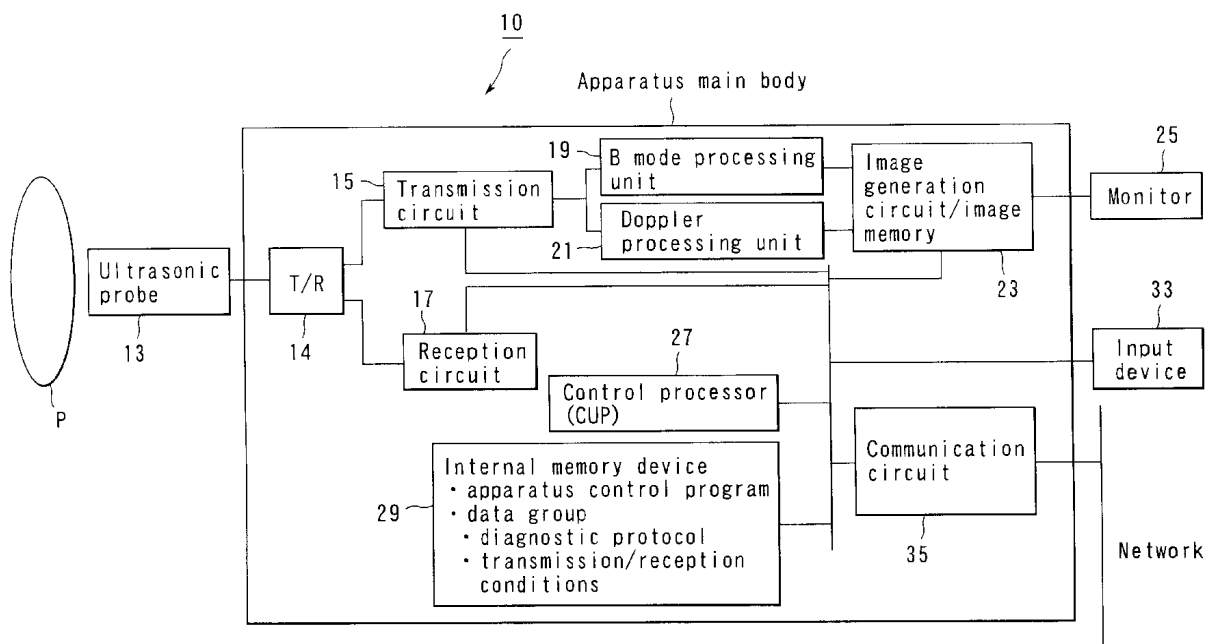 10
Apparatus main body
19
B mode processing
unit
15
Transmission
circuit
Image
generation
circuit/image
memory
25
Monitor
21
Doppler
processing unit
Ultrasonic
probe
13
T/R
14
23
17
Reception
circuit
33
Input
device
27
Control processor
(CUP)
P
Internal memory device
・apparatus control program
・data group
・diagnostic protocol
・transmission/reception
conditions
29
Communication
circuit
35
Network